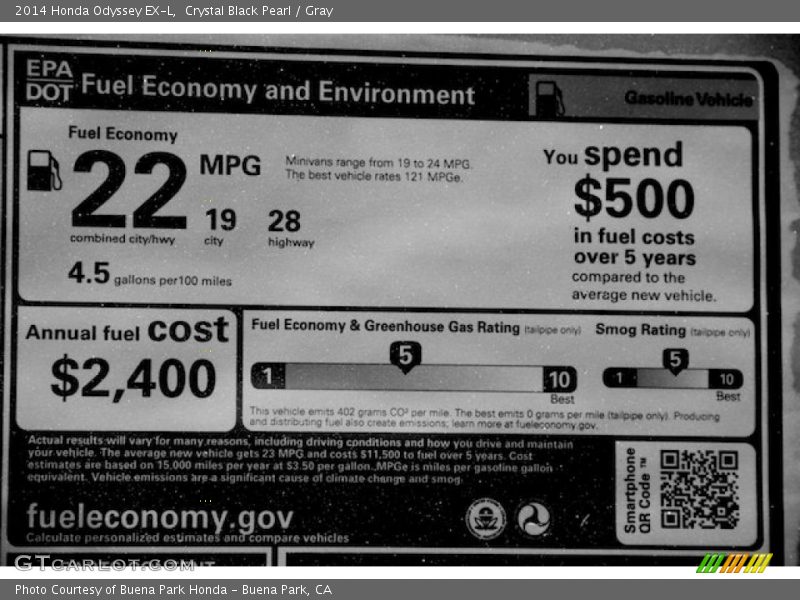 2014 Honda Odyssey EX-L, Crystal Black Pearl / Gray
EPA
DOT
Fuel Economy and Environment
Gasoline Vehicle
Fuel Economy
22 MPG
combined city/hwy
19
city
28
highway
4.5 gallons per 100 miles
Minivans range from 19 to 24 MPG.
The best vehicle rates 121 MPGe.
You spend
$500
in fuel costs
over 5 years
compared to the
average new vehicle.
Annual fuel cost
$2,400
Fuel Economy & Greenhouse Gas Rating (tailpipe only)
1
5
10
Best
Smog Rating (tailpipe only)
1
5
10
Best
This vehicle emits 402 grams CO² per mile. The best emits 0 grams per mile (tailpipe only). Producing
and distributing fuel also create emissions; learn more at fueleconomy.gov.
Actual results will vary for many reasons, including driving conditions and how you drive and maintain
your vehicle. The average new vehicle gets 23 MPG and costs $11,500 to fuel over 5 years. Cost
estimates are based on 15,000 miles per year at $3.50 per gallon. MPGe is miles per gasoline gallon
equivalent. Vehicle emissions are a significant cause of climate change and smog.
fueleconomy.gov
Calculate personalized estimates and compare vehicles
Smartphone
QR Code ™
GTCARLOT.COM
Photo Courtesy of Buena Park Honda - Buena Park, CA